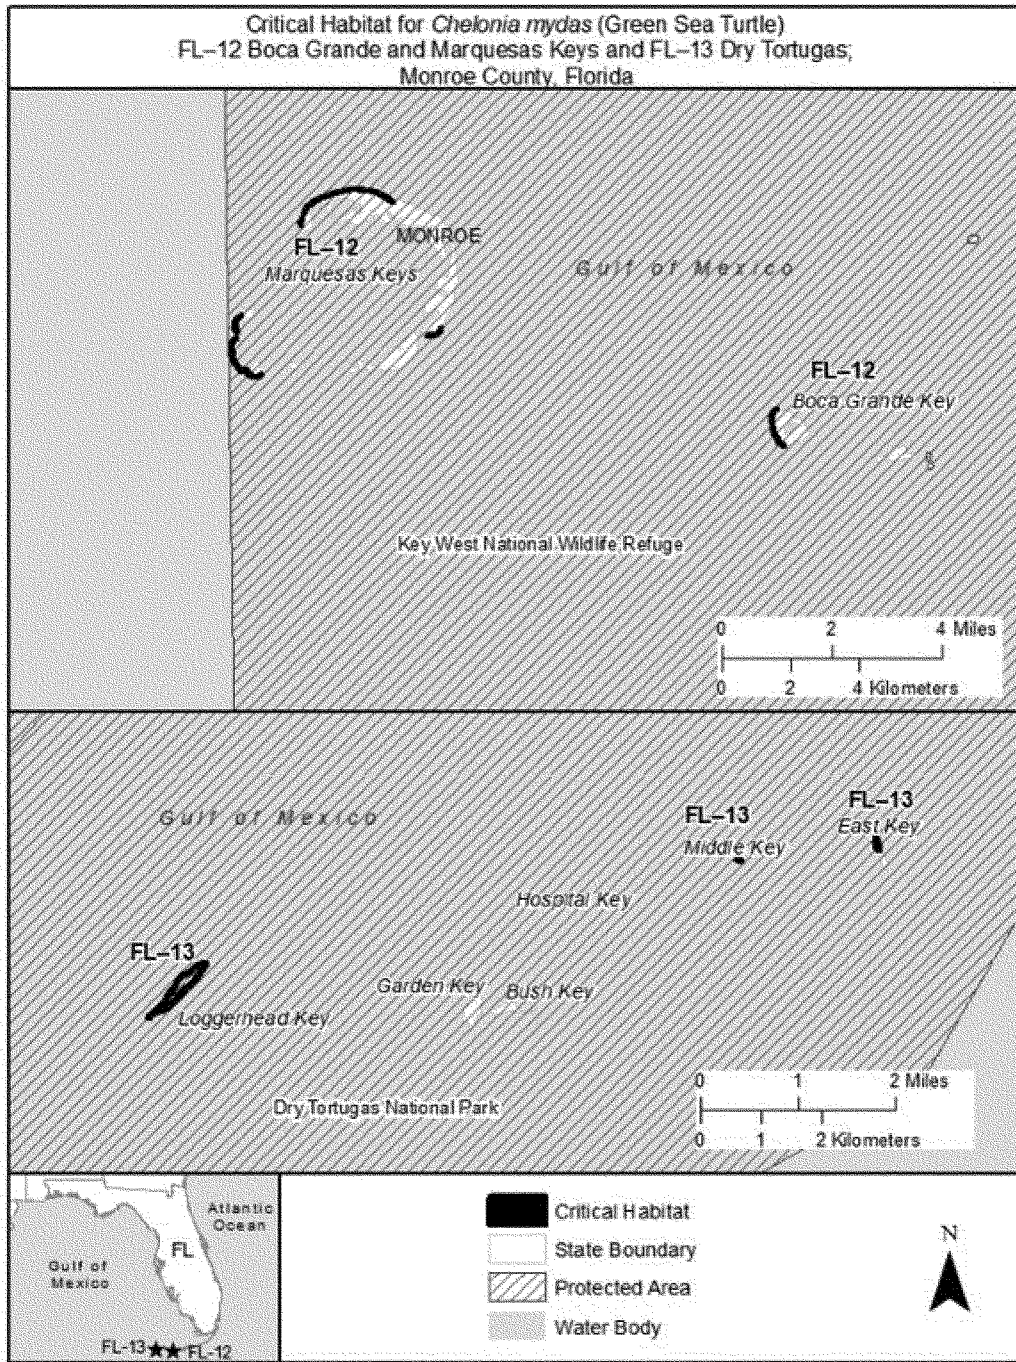 Critical Habitat for Chelonia mydas (Green Sea Turtle)
FL–12 Boca Grande and Marquesas Keys and FL–13 Dry Tortugas;
Monroe County, Florida
FL–12
MONROE
Marquesas Keys
Gulf of Mexico
FL–12
Boca Grande Key
Key West National Wildlife Refuge
0 2 4 Miles
0 2 4 Kilometers
Gulf of Mexico
FL–13
Middle Key
FL–13
East Key
Hospital Key
FL–13
Loggerhead Key
Garden Key
Bush Key
Dry Tortugas National Park
0 1 2 Miles
0 1 2 Kilometers
Atlantic
Ocean
FL
Gulf of
Mexico
FL-13
FL-12
Critical Habitat
State Boundary
Protected Area
Water Body
N